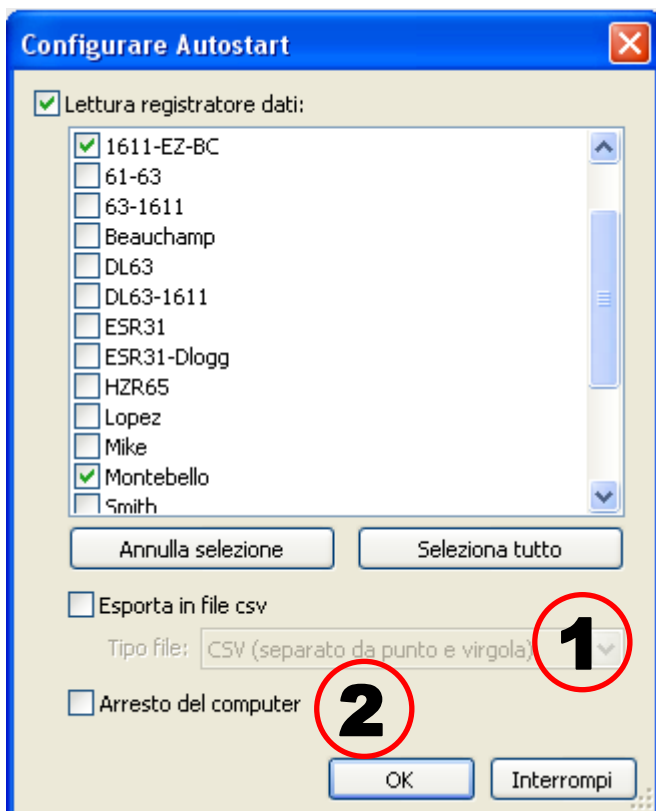 Configurare Autostart
Lettura registratore dati:
1611-EZ-BC
61-63
63-1611
Beauchamp
DL63
DL63-1611
ESR31
ESR31-Dlogg
HZR65
Lopez
Mike
Montebello
Smith
Annulla selezione Seleziona tutto
Esporta in file csv
Tipo file: CSV (separato da punto e virgola) 1
Arresto del computer 2
OK Interrompi